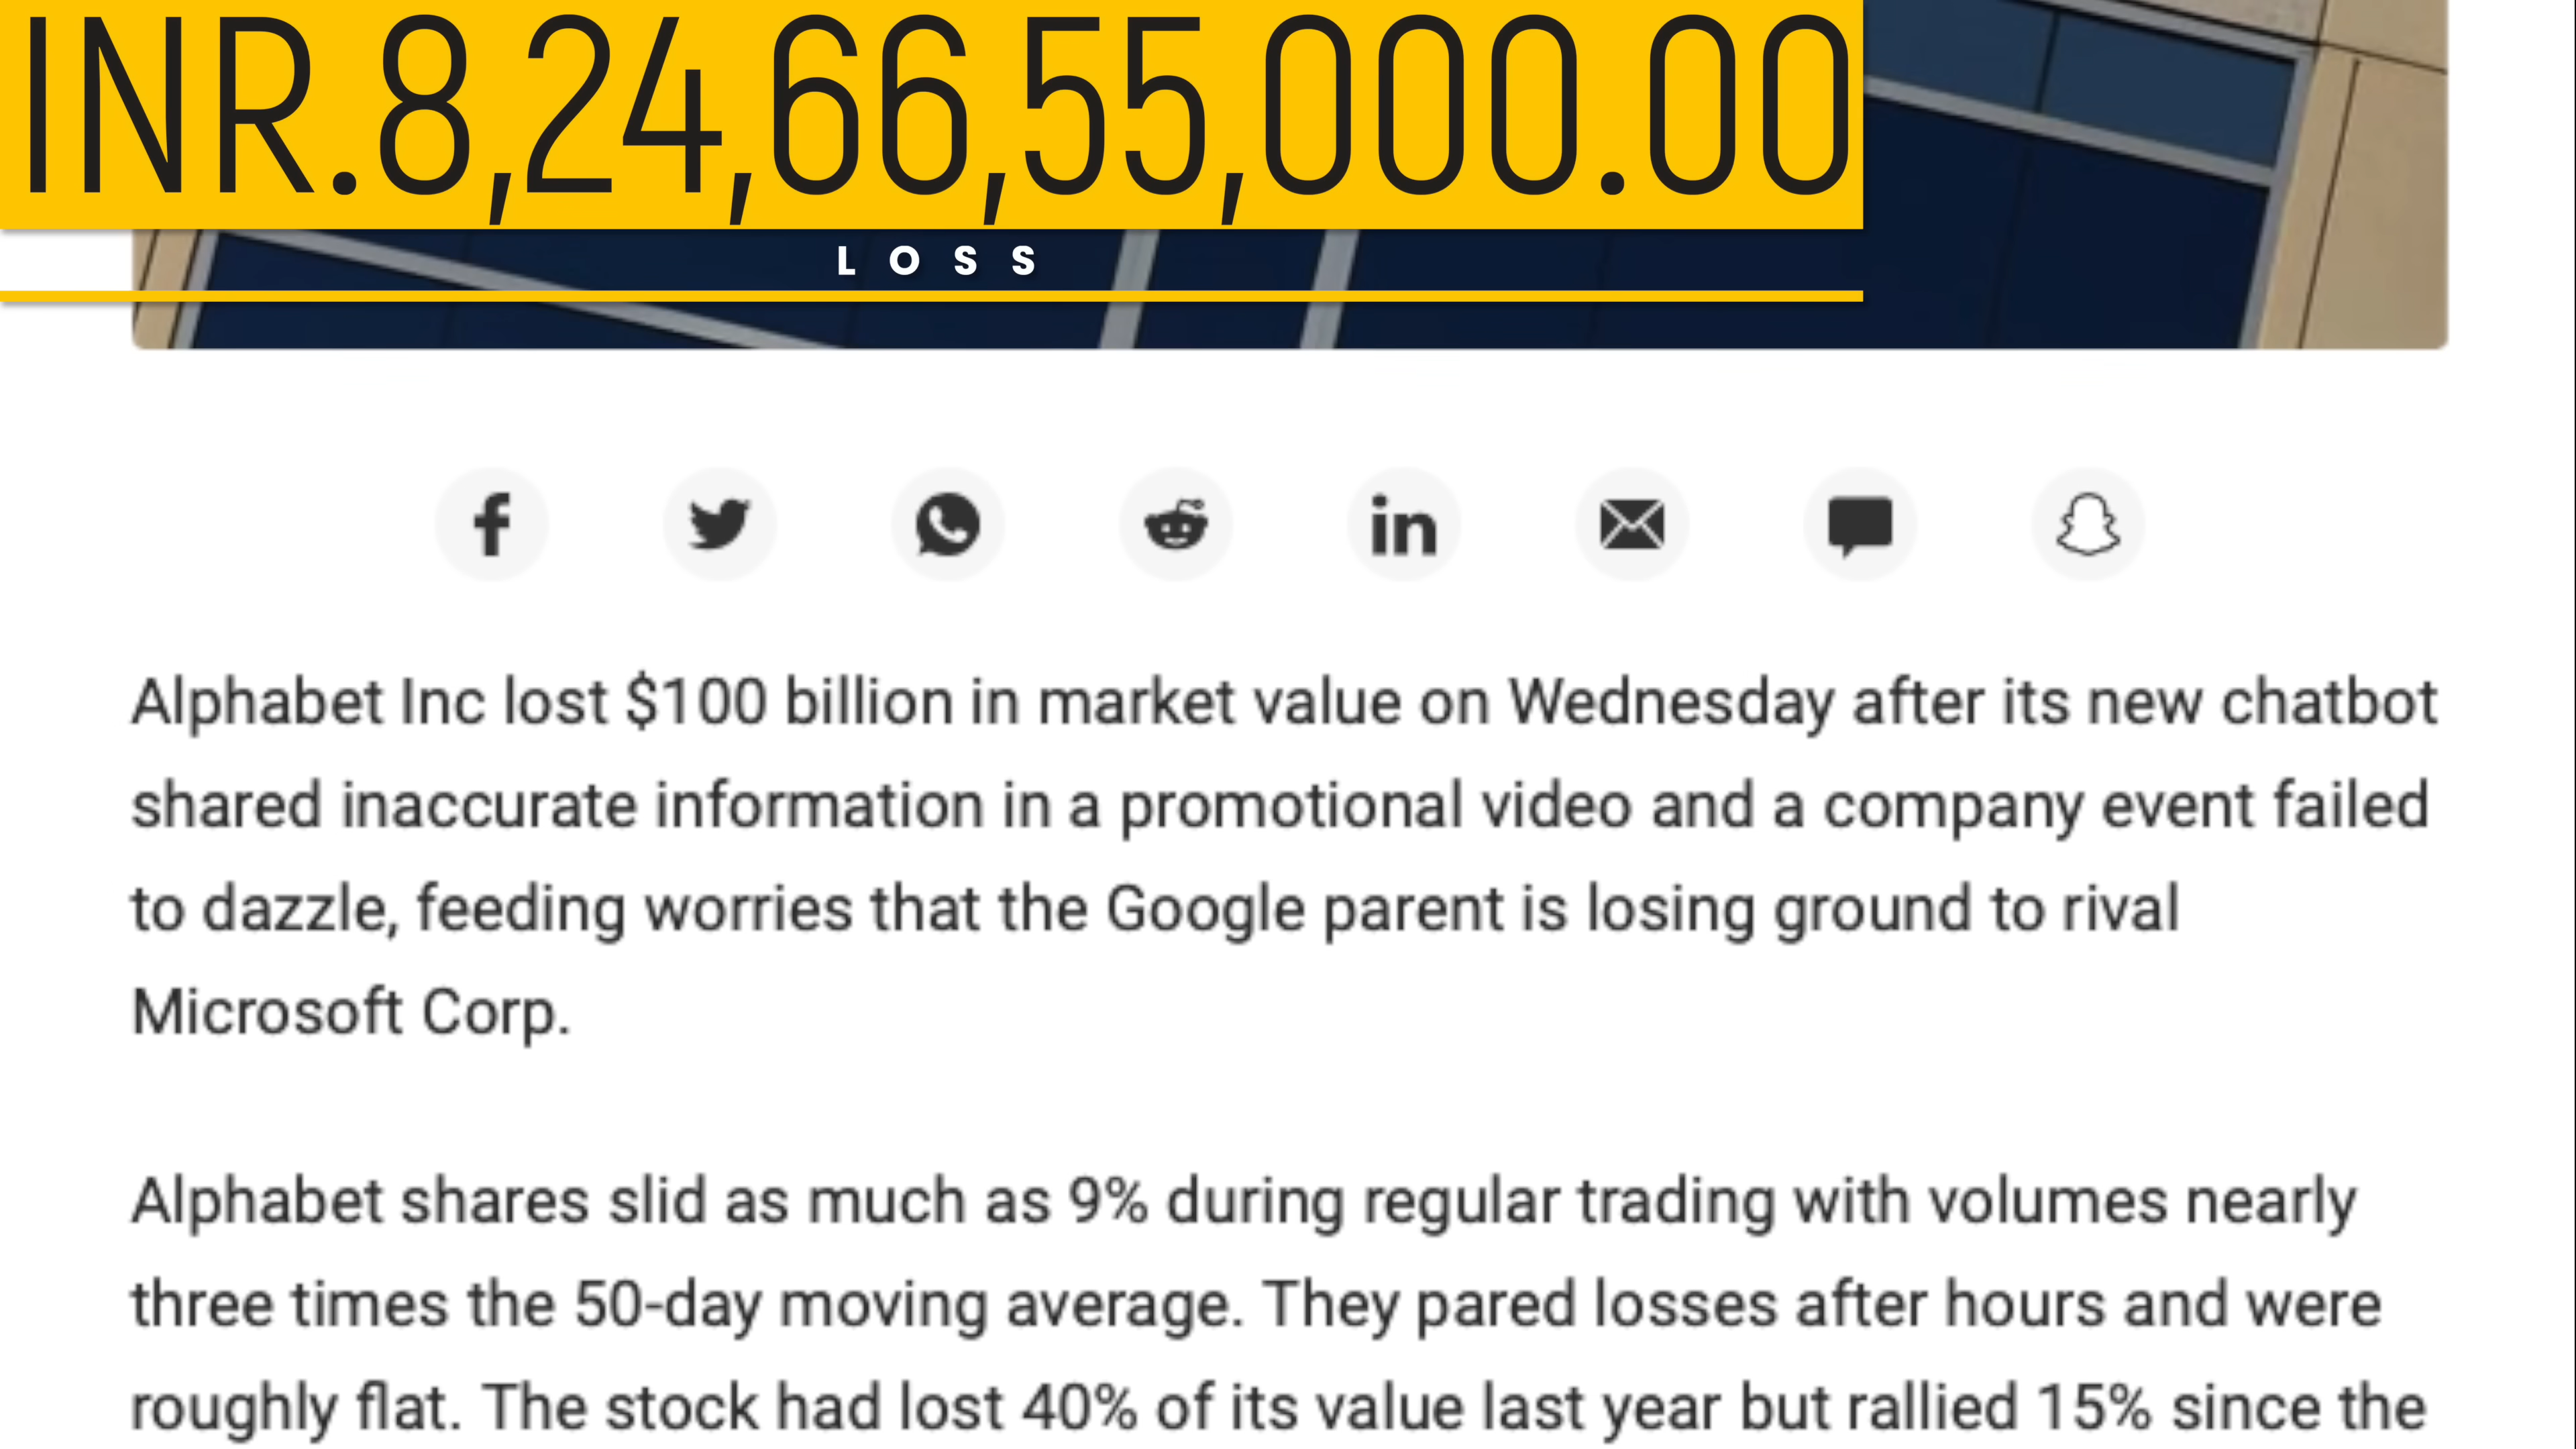 INR.8,24,66,55,000.00
LOSS
Alphabet Inc lost $100 billion in market value on Wednesday after its new chatbot
shared inaccurate information in a promotional video and a company event failed
to dazzle, feeding worries that the Google parent is losing ground to rival
Microsoft Corp.
Alphabet shares slid as much as 9% during regular trading with volumes nearly
three times the 50-day moving average. They pared losses after hours and were
roughly flat. The stock had lost 40% of its value last year but rallied 15% since the